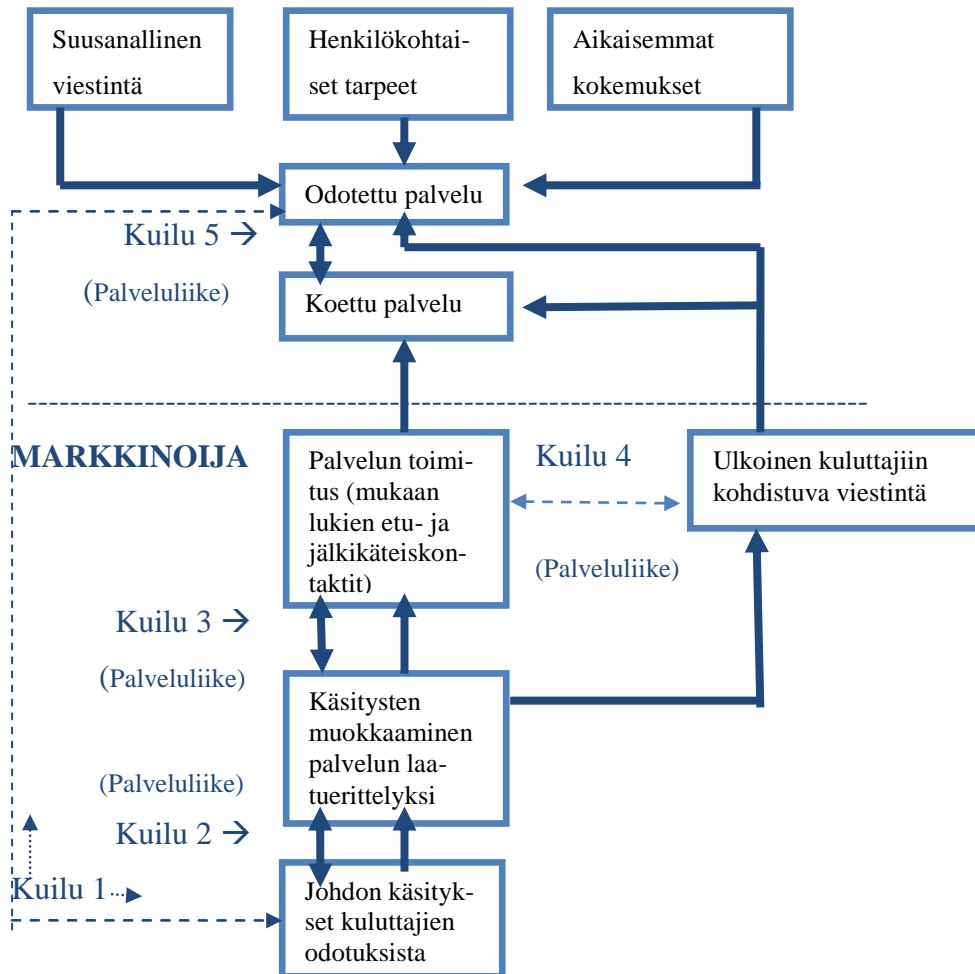 Suusanallinen
viestintä
Henkilökohtai-
set tarpeet
Aikaisemmat
kokemukset
Odotettu palvelu
Kuilu 5 →
(Palveluliike)
Koettu palvelu
MARKKINOIJA
Palvelun toimi-
tus (mukaan
lukien etu- ja
jälkikäteiskon-
taktit)
Kuilu 4
(Palveluliike)
Ulkoinen kuluttajiin
kohdistuva viestintä
Kuilu 3 →
(Palveluliike)
Käsitysten
muokkaaminen
palvelun laa-
tuerittelyksi
(Palveluliike)
Kuilu 2 →
Kuilu 1
Johdon käsityk-
set kuluttajien
odotuksista